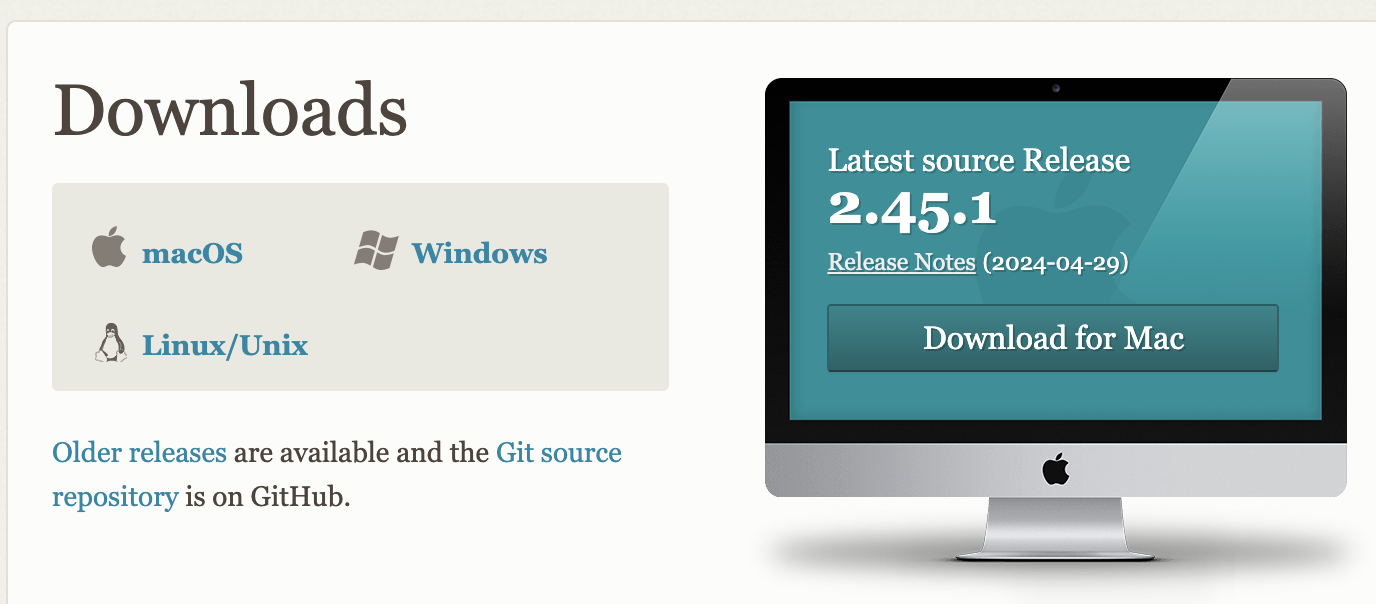 Downloads
macOS
Windows
Linux/Unix
Older releases are available and the Git source
repository is on GitHub.
Latest source Release
2.45.1
Release Notes (2024-04-29)
Download for Mac